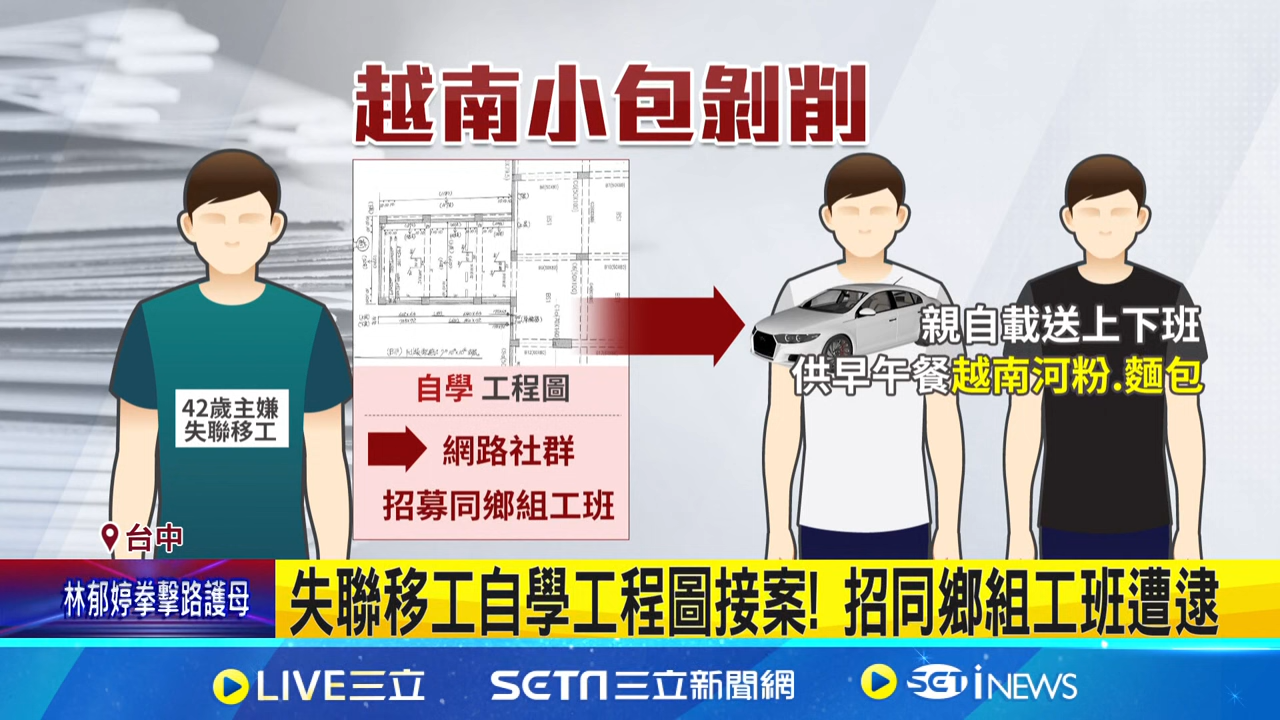 越南小包剝削
42歲主嫌
失聯移工
自學 工程圖
網路社群
招募同鄉組工班
親自載送上下班
供早午餐越南河粉.麵包
台中
林郁婷拳擊路護母
失聯移工自學工程圖接案! 招同鄉組工班遭逮
LIVE三立
SETN三立新聞網
SETiNEWS